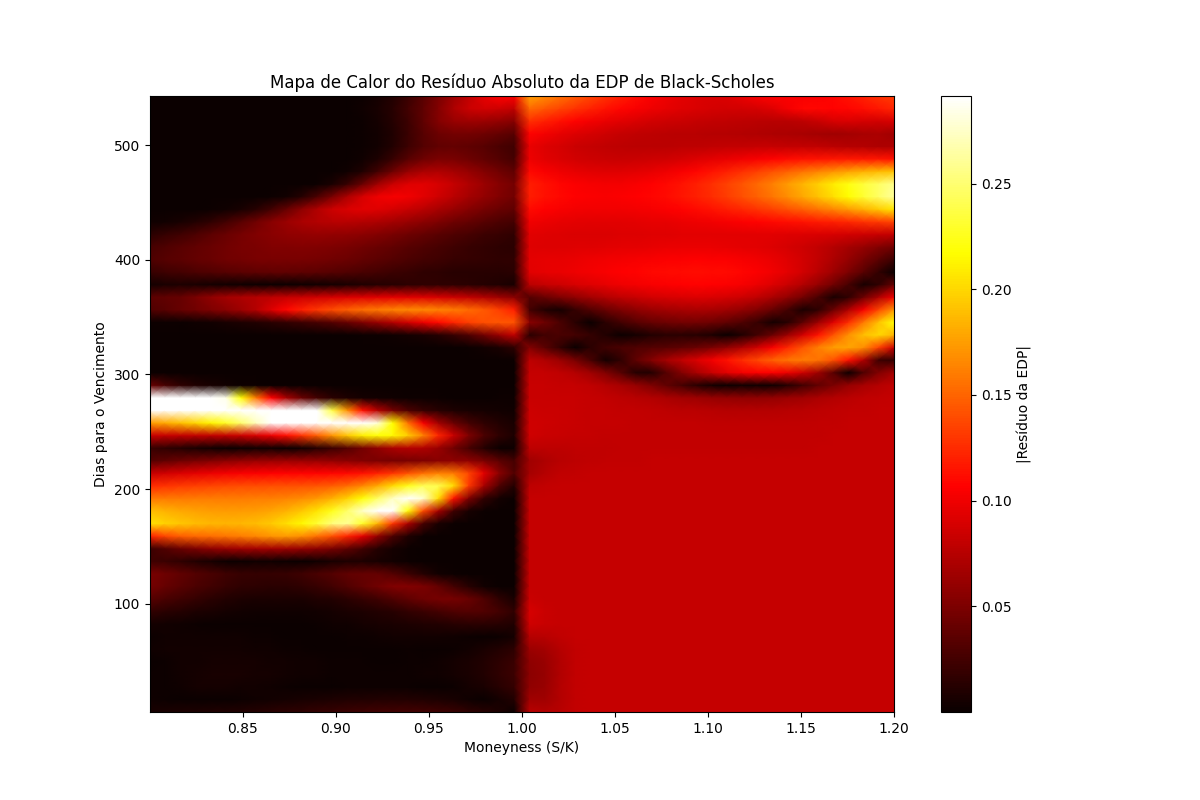 Mapa de Calor do Resíduo Absoluto da EDP de Black-Scholes
Dias para o Vencimento
500
400
300
200
100
0.85 0.90 0.95 1.00 1.05 1.10 1.15 1.20
Moneyness (S/K)
0.25
0.20
0.15
0.10
0.05
|Resíduo da EDP|